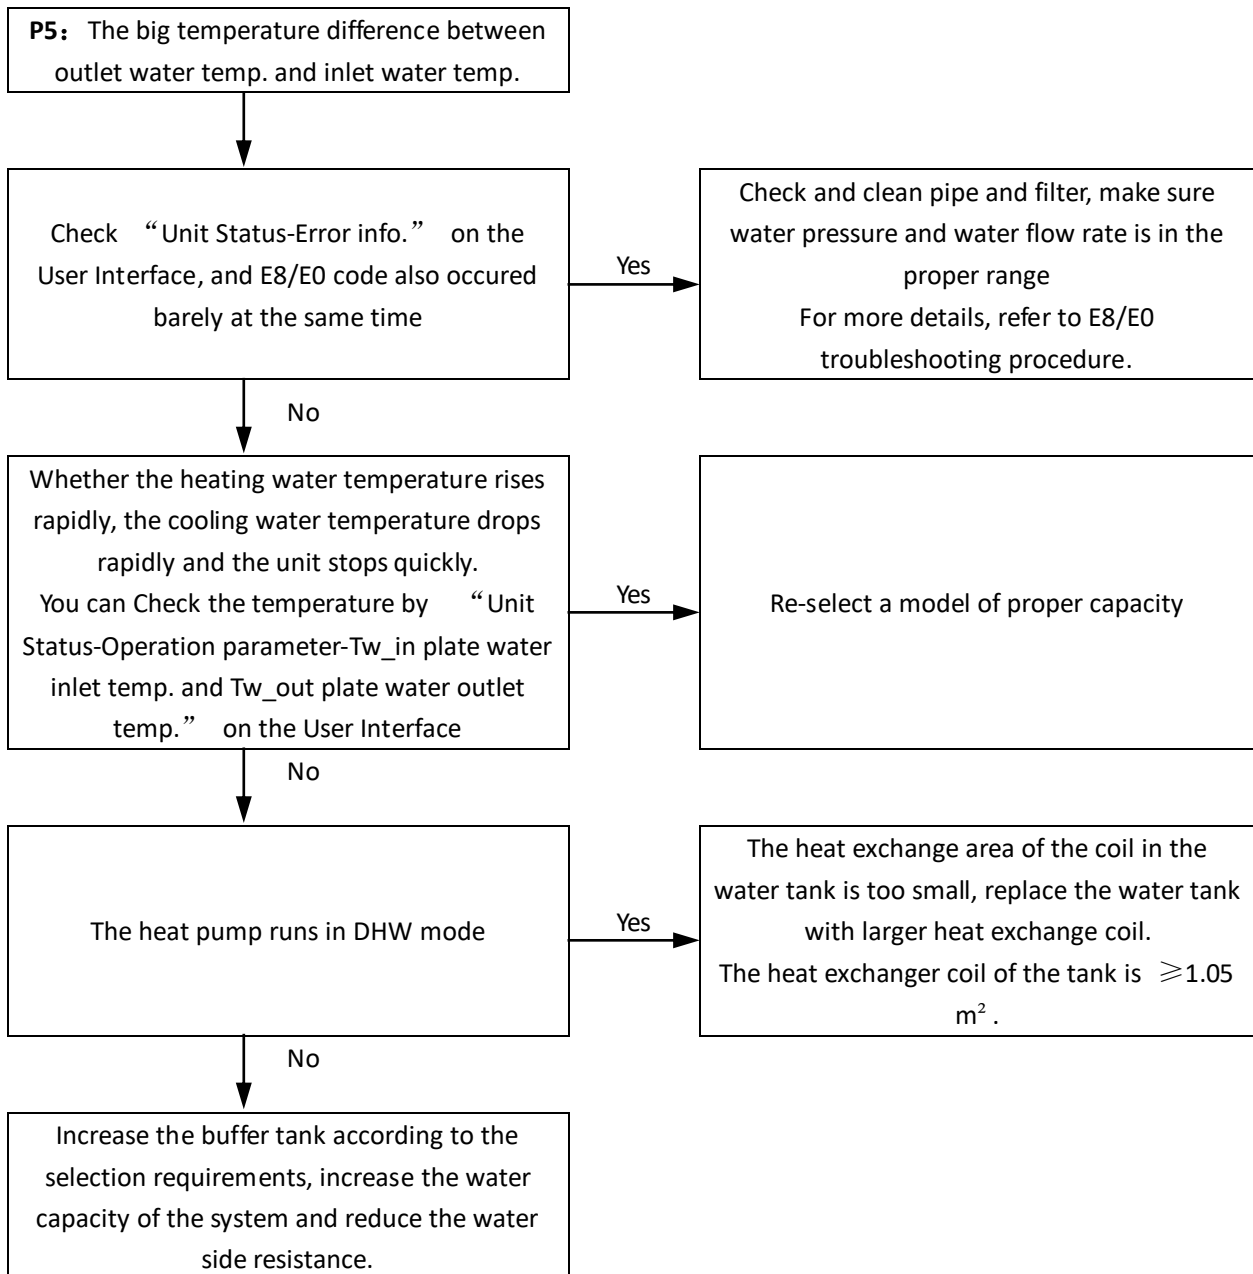 P5： The big temperature difference between
outlet water temp. and inlet water temp.
Check “Unit Status-Error info.” on the
User Interface, and E8/E0 code also occured
barely at the same time
Yes
Check and clean pipe and filter, make sure
water pressure and water flow rate is in the
proper range
For more details, refer to E8/E0
troubleshooting procedure.
No
Whether the heating water temperature rises
rapidly, the cooling water temperature drops
rapidly and the unit stops quickly.
You can Check the temperature by “Unit
Status-Operation parameter-Tw_in plate water
inlet temp. and Tw_out plate water outlet
temp.” on the User Interface
Yes
Re-select a model of proper capacity
No
The heat pump runs in DHW mode
Yes
The heat exchange area of the coil in the
water tank is too small, replace the water tank
with larger heat exchange coil.
The heat exchanger coil of the tank is ≥1.05
m² .
No
Increase the buffer tank according to the
selection requirements, increase the water
capacity of the system and reduce the water
side resistance.